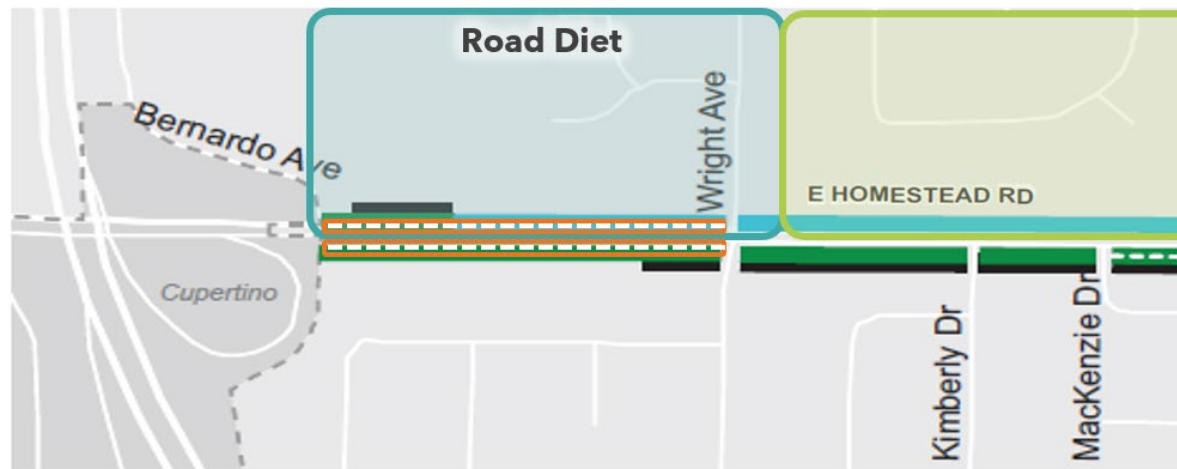 Road Diet
Bernardo Ave
Wright Ave
E HOMESTEAD RD
Cupertino
Kimberly Dr
MacKenzie Dr